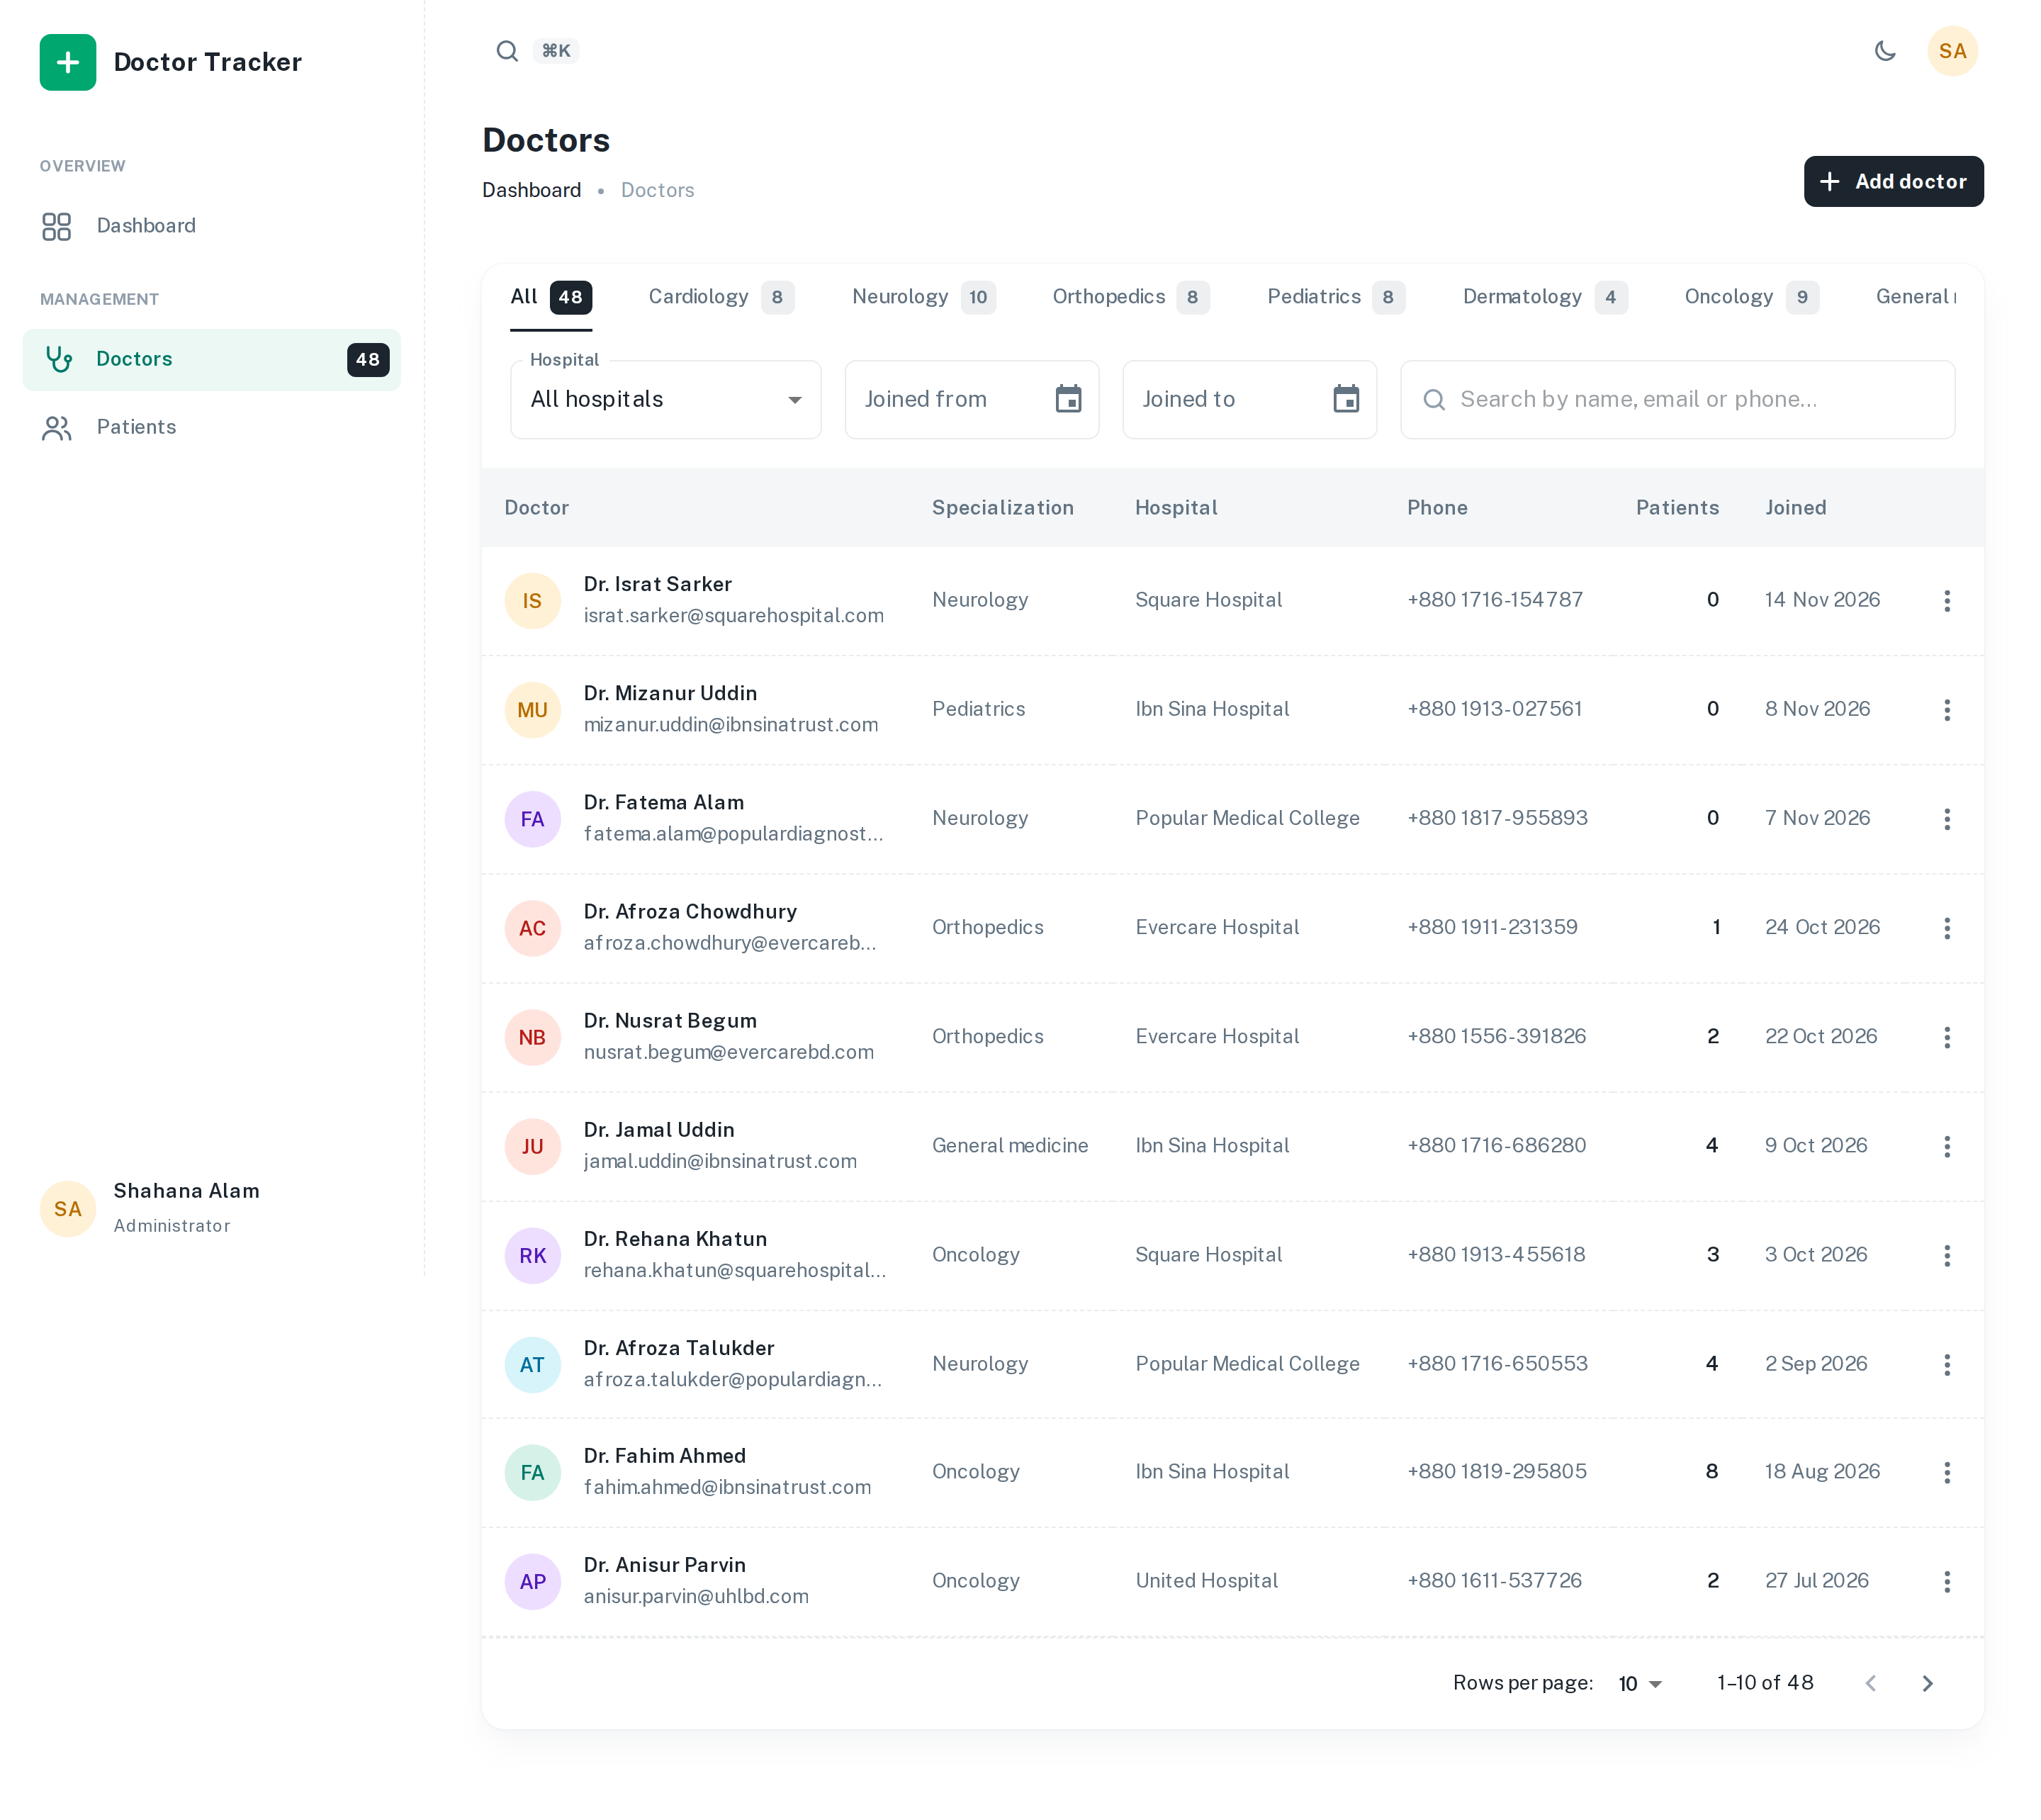 Doctor Tracker
OVERVIEW
Dashboard
MANAGEMENT
Doctors 48
Patients
Shahana Alam
Administrator
⌘K
SA
Doctors
Dashboard • Doctors
Add doctor
All 48 Cardiology 8 Neurology 10 Orthopedics 8 Pediatrics 8 Dermatology 4 Oncology 9 General
Hospital
All hospitals
Joined from
Joined to
Search by name, email or phone...
Doctor Specialization Hospital Phone Patients Joined
IS
Dr. Israt Sarker
israt.sarker@squarehospital.com
Neurology Square Hospital +880 1716-154787 0 14 Nov 2026
MU
Dr. Mizanur Uddin
mizanur.uddin@ibnsinatrust.com
Pediatrics Ibn Sina Hospital +880 1913-027561 0 8 Nov 2026
FA
Dr. Fatema Alam
fatema.alam@populardiagnost...
Neurology Popular Medical College +880 1817-955893 0 7 Nov 2026
AC
Dr. Afroza Chowdhury
afroza.chowdhury@evercareb...
Orthopedics Evercare Hospital +880 1911-231359 1 24 Oct 2026
NB
Dr. Nusrat Begum
nusrat.begum@evercarebd.com
Orthopedics Evercare Hospital +880 1556-391826 2 22 Oct 2026
JU
Dr. Jamal Uddin
jamal.uddin@ibnsinatrust.com
General medicine Ibn Sina Hospital +880 1716-686280 4 9 Oct 2026
RK
Dr. Rehana Khatun
rehana.khatun@squarehospital...
Oncology Square Hospital +880 1913-455618 3 3 Oct 2026
AT
Dr. Afroza Talukder
afroza.talukder@populardiagn...
Neurology Popular Medical College +880 1716-650553 4 2 Sep 2026
FA
Dr. Fahim Ahmed
fahim.ahmed@ibnsinatrust.com
Oncology Ibn Sina Hospital +880 1819-295805 8 18 Aug 2026
AP
Dr. Anisur Parvin
anisur.parvin@uhlbd.com
Oncology United Hospital +880 1611-537726 2 27 Jul 2026
SA
Rows per page: 10 1–10 of 48